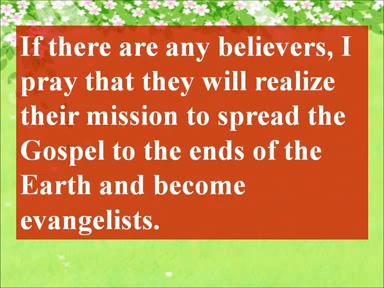 If there are any believers, I
pray that they will realize
their mission to spread the
Gospel to the ends of the
Earth and become
evangelists.